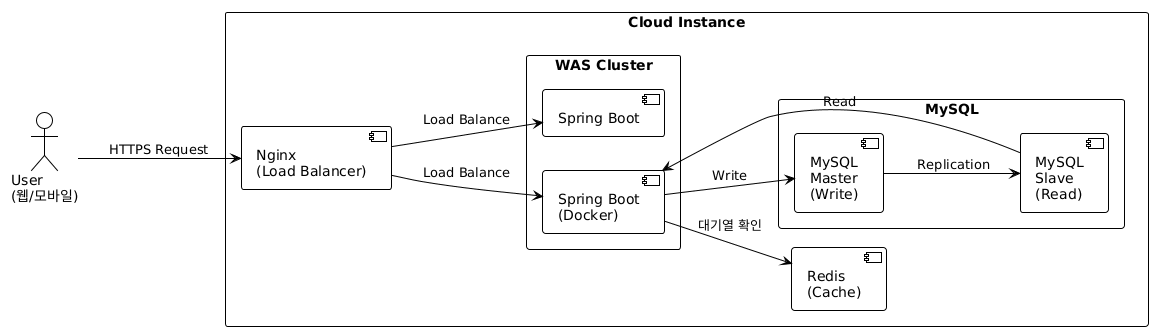 Cloud Instance
WAS Cluster
Spring Boot
Load Balance
Read
MySQL
HTTPS Request
Nginx
(Load Balancer)
User
(웹/모바일)
Load Balance
Spring Boot
(Docker)
Write
MySQL
Master
(Write)
Replication
MySQL
Slave
(Read)
대기열 확인
Redis
(Cache)